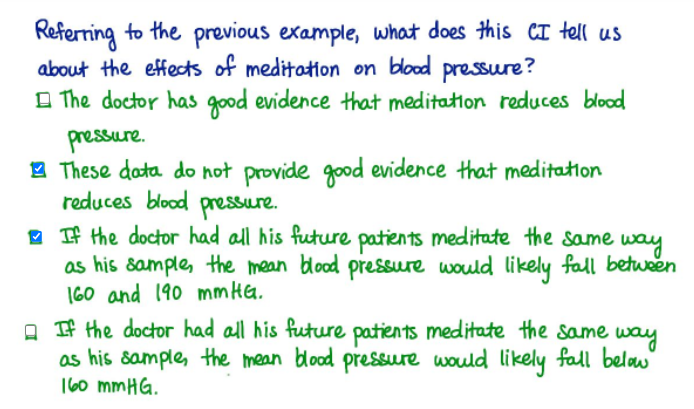 Referring to the previous example, what does this CI tell us
about the effects of meditation on blood pressure?
The doctor has good evidence that meditation reduces blood
pressure.
These data do not provide good evidence that meditation
reduces blood pressure.
If the doctor had all his future patients meditate the same way
as his sample, the mean blood pressure would likely fall between
160 and 190 mmHG.
If the doctor had all his future patients meditate the same way
as his sample, the mean blood pressure would likely fall below
160 mmHG.